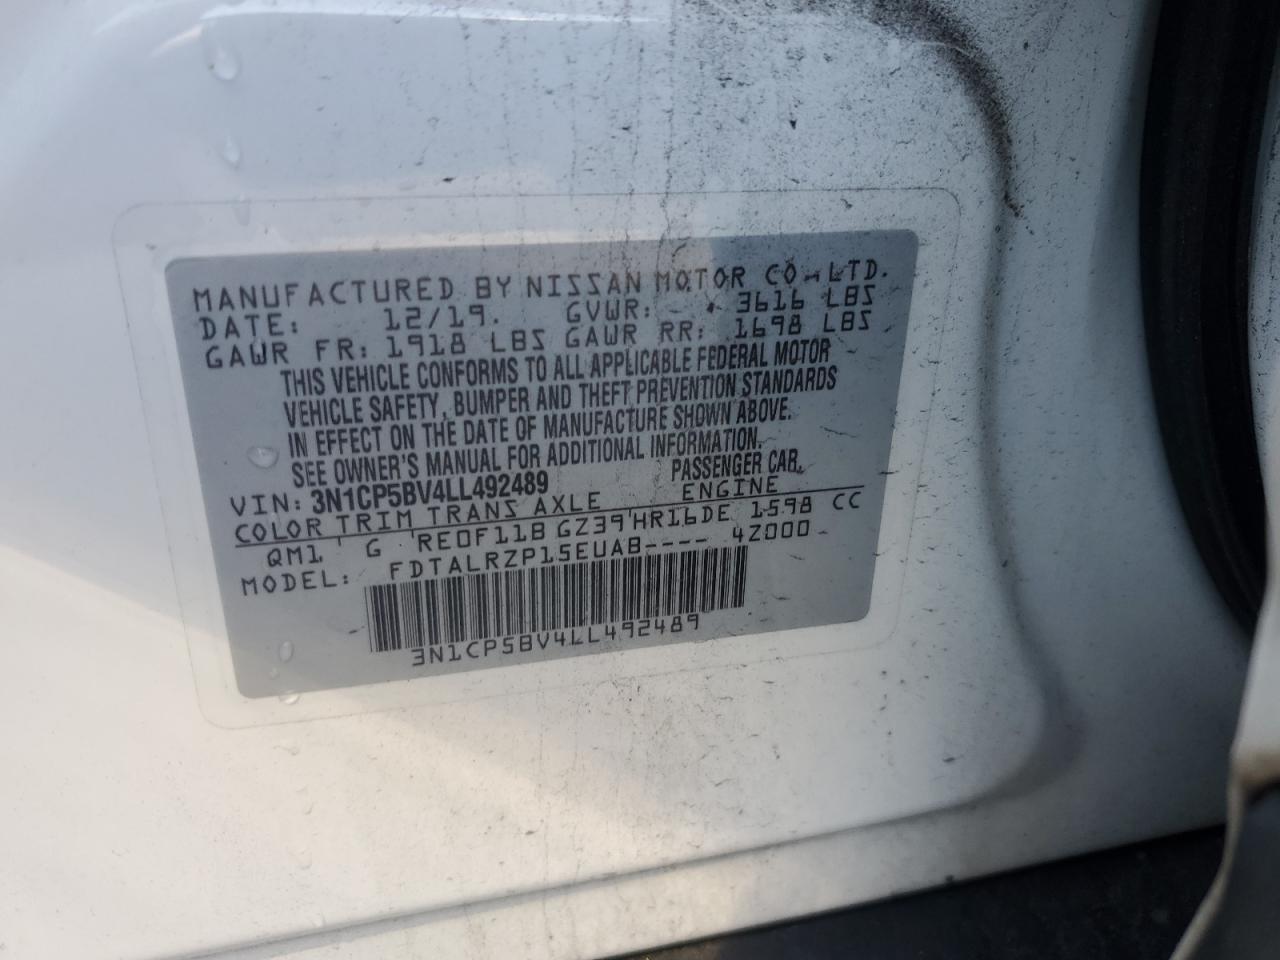 MANUFACTURED BY NISSAN MOTOR CO.,LTD.
DATE: 12/19. GVWR: 3616 LBS
GAWR FR: 1918 LBS GAWR RR: 1698 LBS
THIS VEHICLE CONFORMS TO ALL APPLICABLE FEDERAL MOTOR
VEHICLE SAFETY, BUMPER AND THEFT PREVENTION STANDARDS
IN EFFECT ON THE DATE OF MANUFACTURE SHOWN ABOVE.
SEE OWNER'S MANUAL FOR ADDITIONAL INFORMATION.
VIN: 3N1CP5BV4LL492489 PASSENGER CAR
COLOR TRIM TRANS AXLE ENGINE
QM1 G RE0F11B GZ39 HR16DE 1598 CC
MODEL: FDTALRZP15EUAB---- 4Z000
3N1CP5BV4LL492489